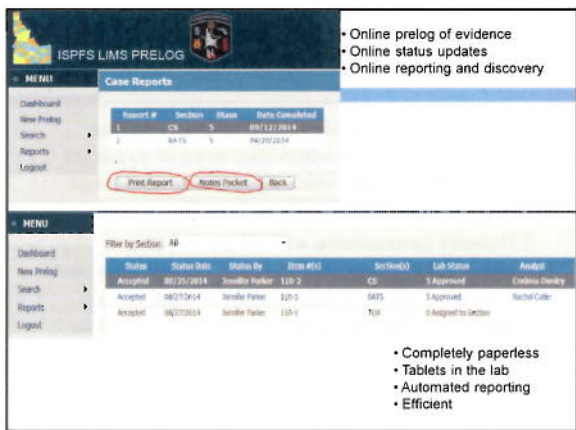 ISPFS LIMS PRELOG
• Online prelog of evidence
• Online status updates
• Online reporting and discovery
« MENU
Dashboard
New Prelog
Search
Reports
Logout
Case Reports
Report # Section Status Date Completed
1 CS 5 09/12/2014
2 BATS 5
Print Report Notes Packet Back
« MENU
Dashboard
New Prelog
Search
Reports
Logout
Filter by Section: All
Status Status Date Status By Item #(s) Section(s) Lab Status Analyst
Accepted 08/25/2014 Jennifer Parker 110-2 CS 5 Approved
Accepted 08/27/2014 Jennifer Parker 110-1 BATS 5 Approved Rachel Cutler
Accepted 08/27/2014 Jennifer Parker 110-1 TOX 0 Assigned to Section
• Completely paperless
• Tablets in the lab
• Automated reporting
• Efficient